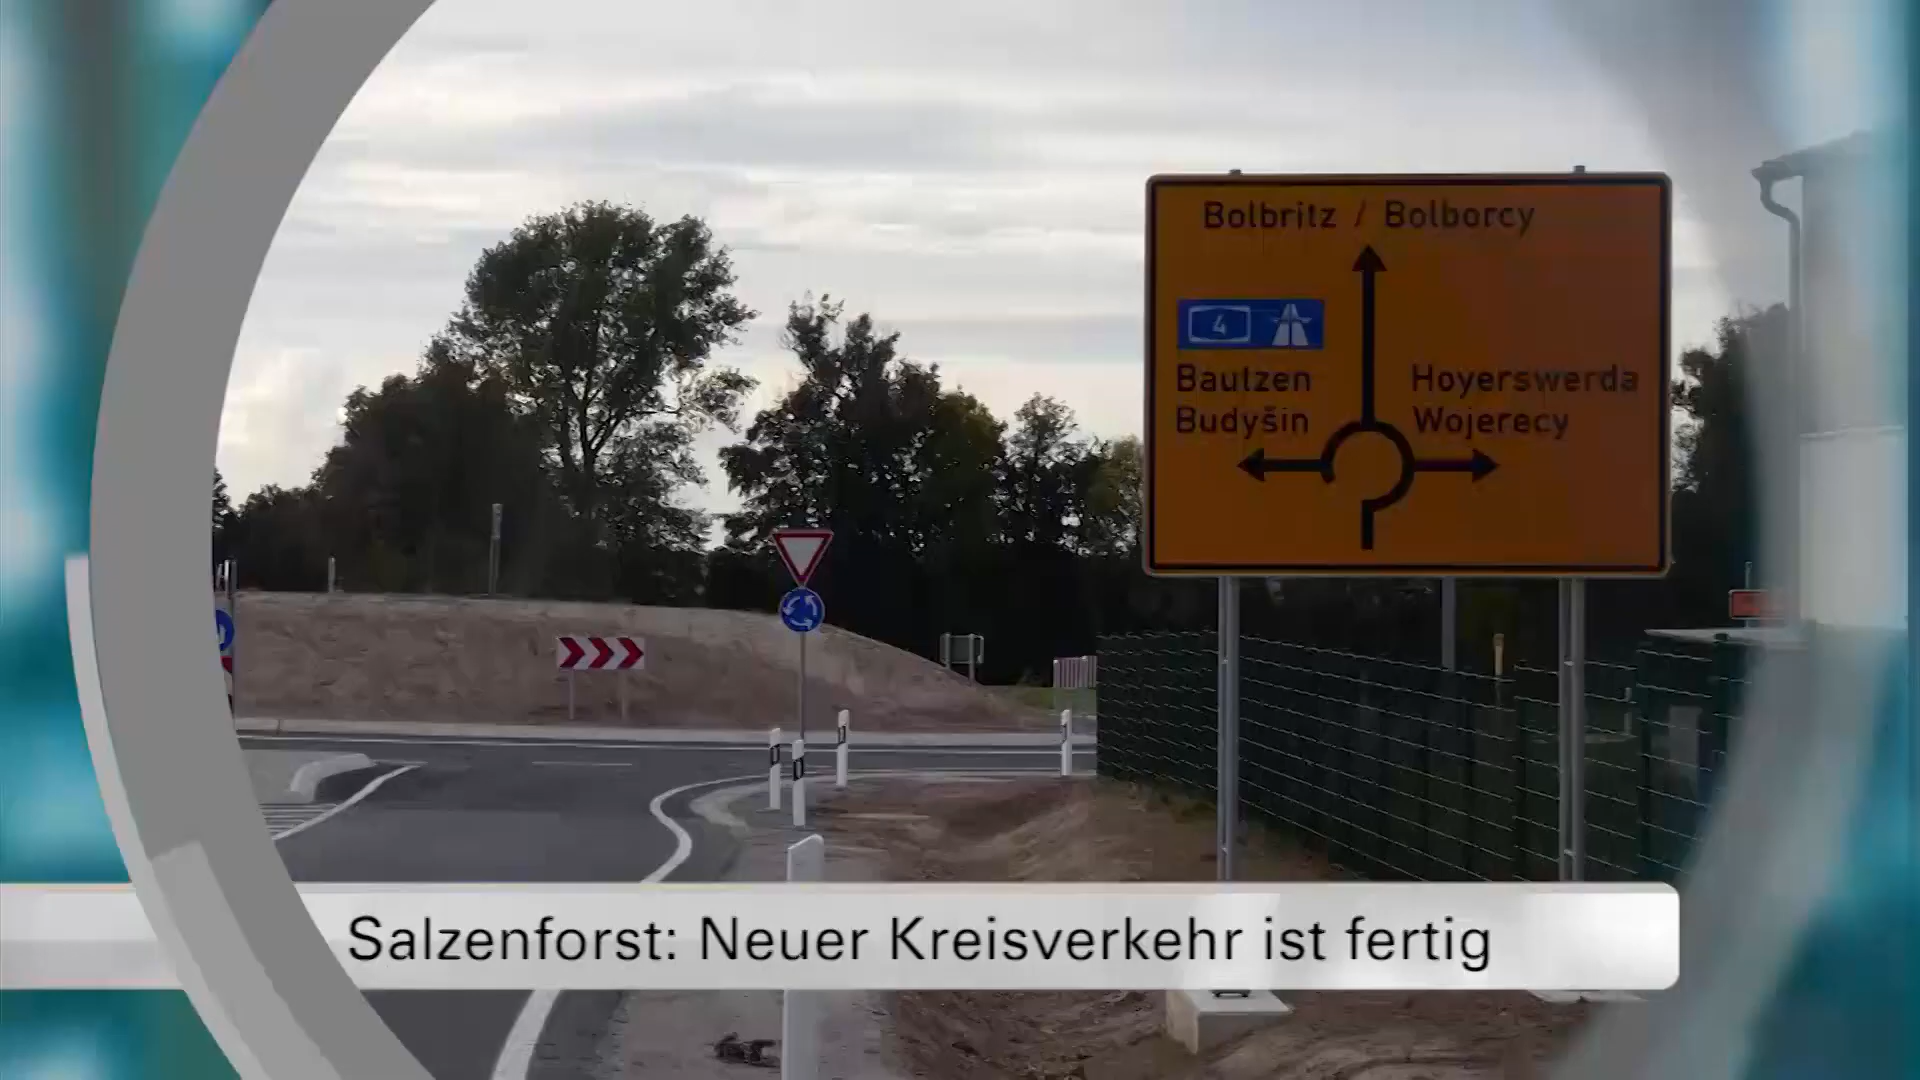 Bolbritz / Bolborcy
4
Bautzen
Budyšin
Hoyerswerda
Wojerecy
Salzenforst: Neuer Kreisverkehr ist fertig